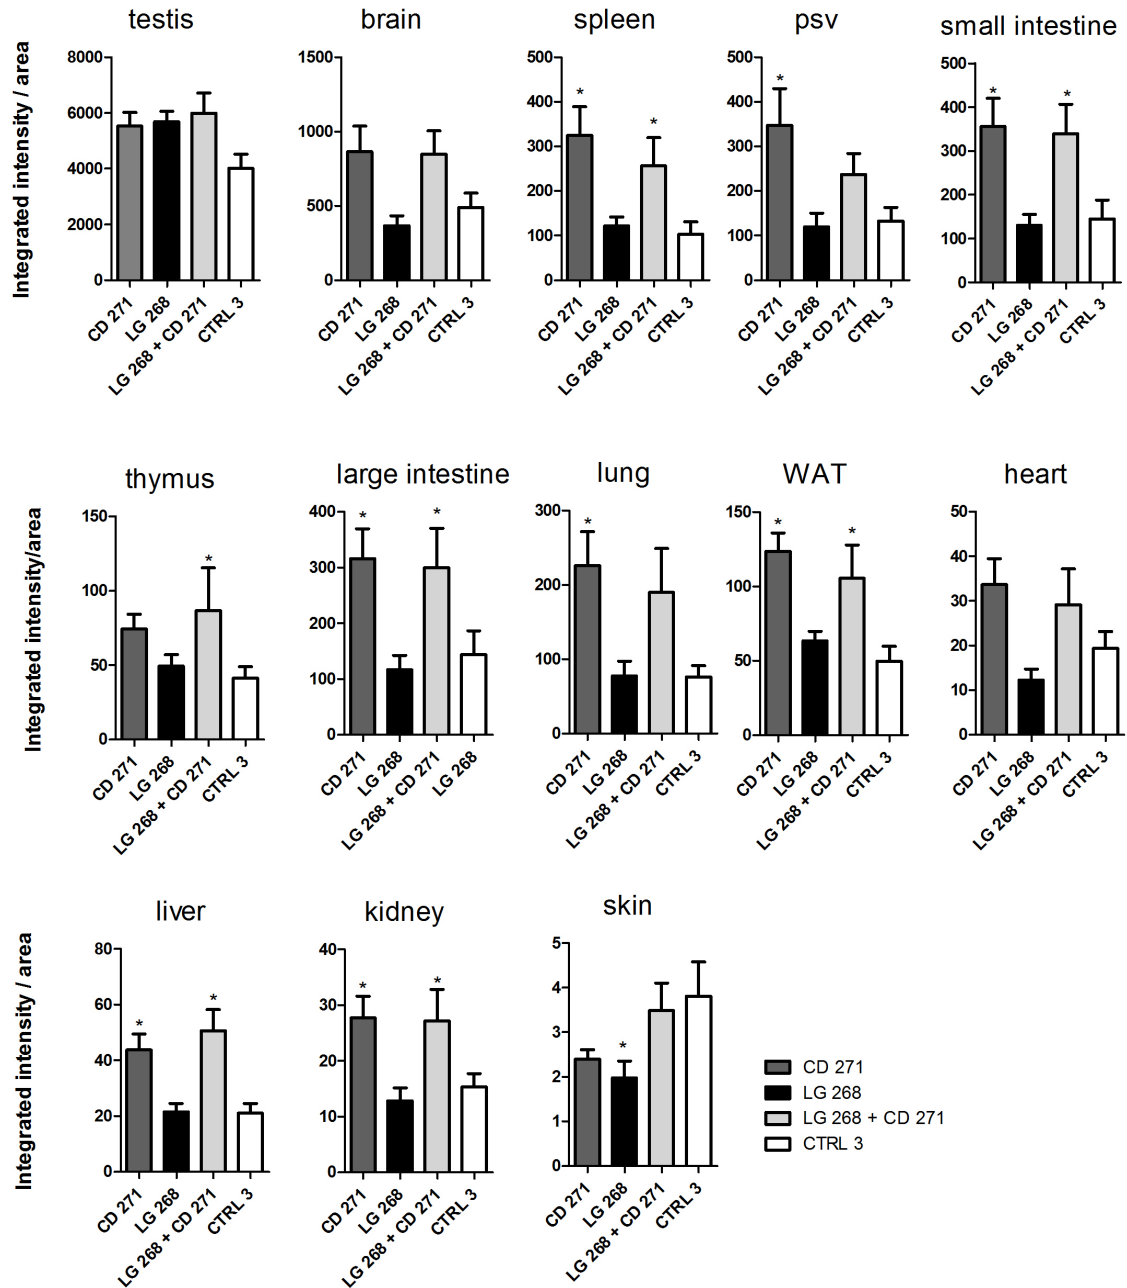 testis
brain
spleen
psv
small intestine
Integrated intensity / area
8000
6000
4000
2000
0
CD 271
LG 268
LG 268 + CD 271
CTRL 3
1500
1000
500
0
CD 271
LG 268
LG 268 + CD 271
CTRL 3
500
400
300
200
100
0
*
*
CD 271
LG 268
LG 268 + CD 271
CTRL 3
500
400
300
200
100
0
*
CD 271
LG 268
LG 268 + CD 271
CTRL 3
500
400
300
200
100
0
*
*
CD 271
LG 268
LG 268 + CD 271
CTRL 3
thymus
large intestine
lung
WAT
heart
Integrated intensity/area
150
100
50
0
*
CD 271
LG 268
LG 268 + CD 271
CTRL 3
400
300
200
100
0
*
*
CD 271
LG 268
LG 268 + CD 271
LG 268
300
200
100
0
*
CD 271
LG 268
LG 268 + CD 271
CTRL 3
150
100
50
0
*
*
CD 271
LG 268
LG 268 + CD 271
CTRL 3
50
40
30
20
10
0
CD 271
LG 268
LG 268 + CD 271
CTRL 3
liver
kidney
skin
Integrated intensity / area
80
60
40
20
0
*
*
CD 271
LG 268
LG 268 + CD 271
CTRL 3
40
30
20
10
0
*
*
CD 271
LG 268
LG 268 + CD 271
CTRL 3
5
4
3
2
1
0
*
CD 271
LG 268
LG 268 + CD 271
CTRL 3
CD 271
LG 268
LG 268 + CD 271
CTRL 3